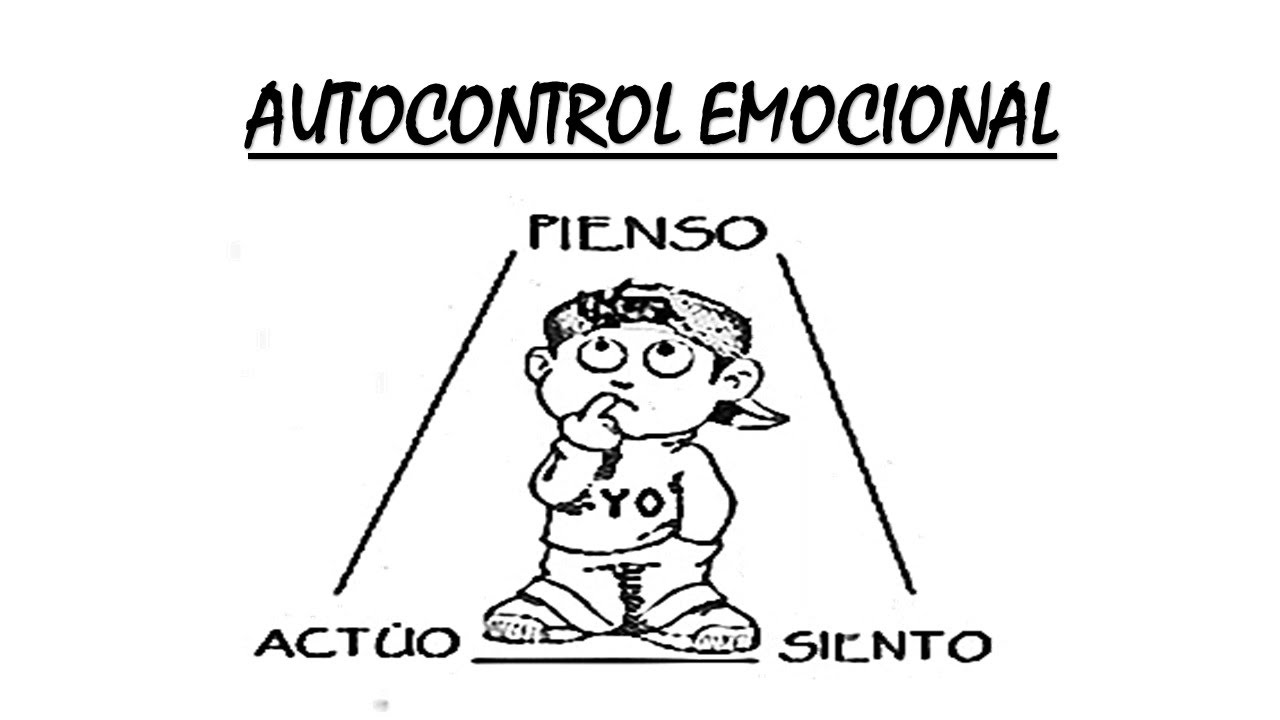 AUTOCONTROL EMOCIONAL
PIENSO
YO
ACTÚO
SIENTO